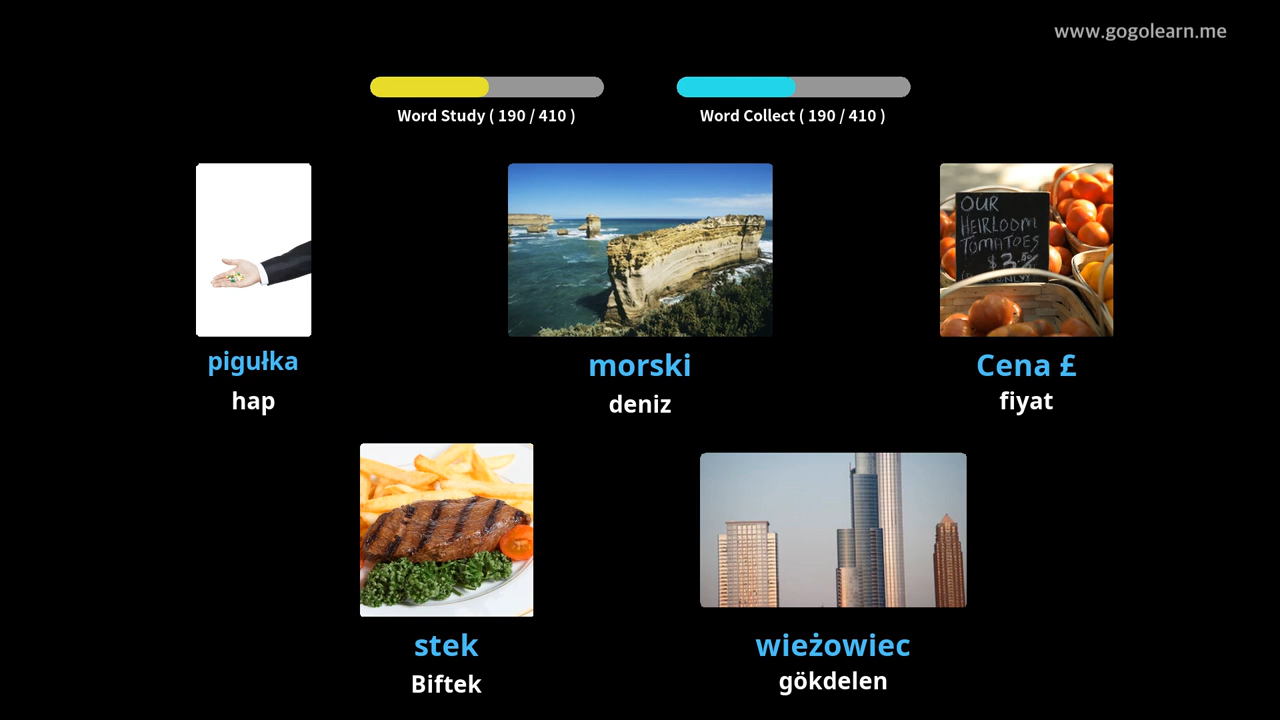 www.gogolearn.me
Word Study ( 190 / 410 )
Word Collect ( 190 / 410 )
OUR
HEIRLOOM
TOMATOES
$3.
pigułka
hap
morski
deniz
Cena £
fiyat
stek
Biftek
wieżowiec
gökdelen